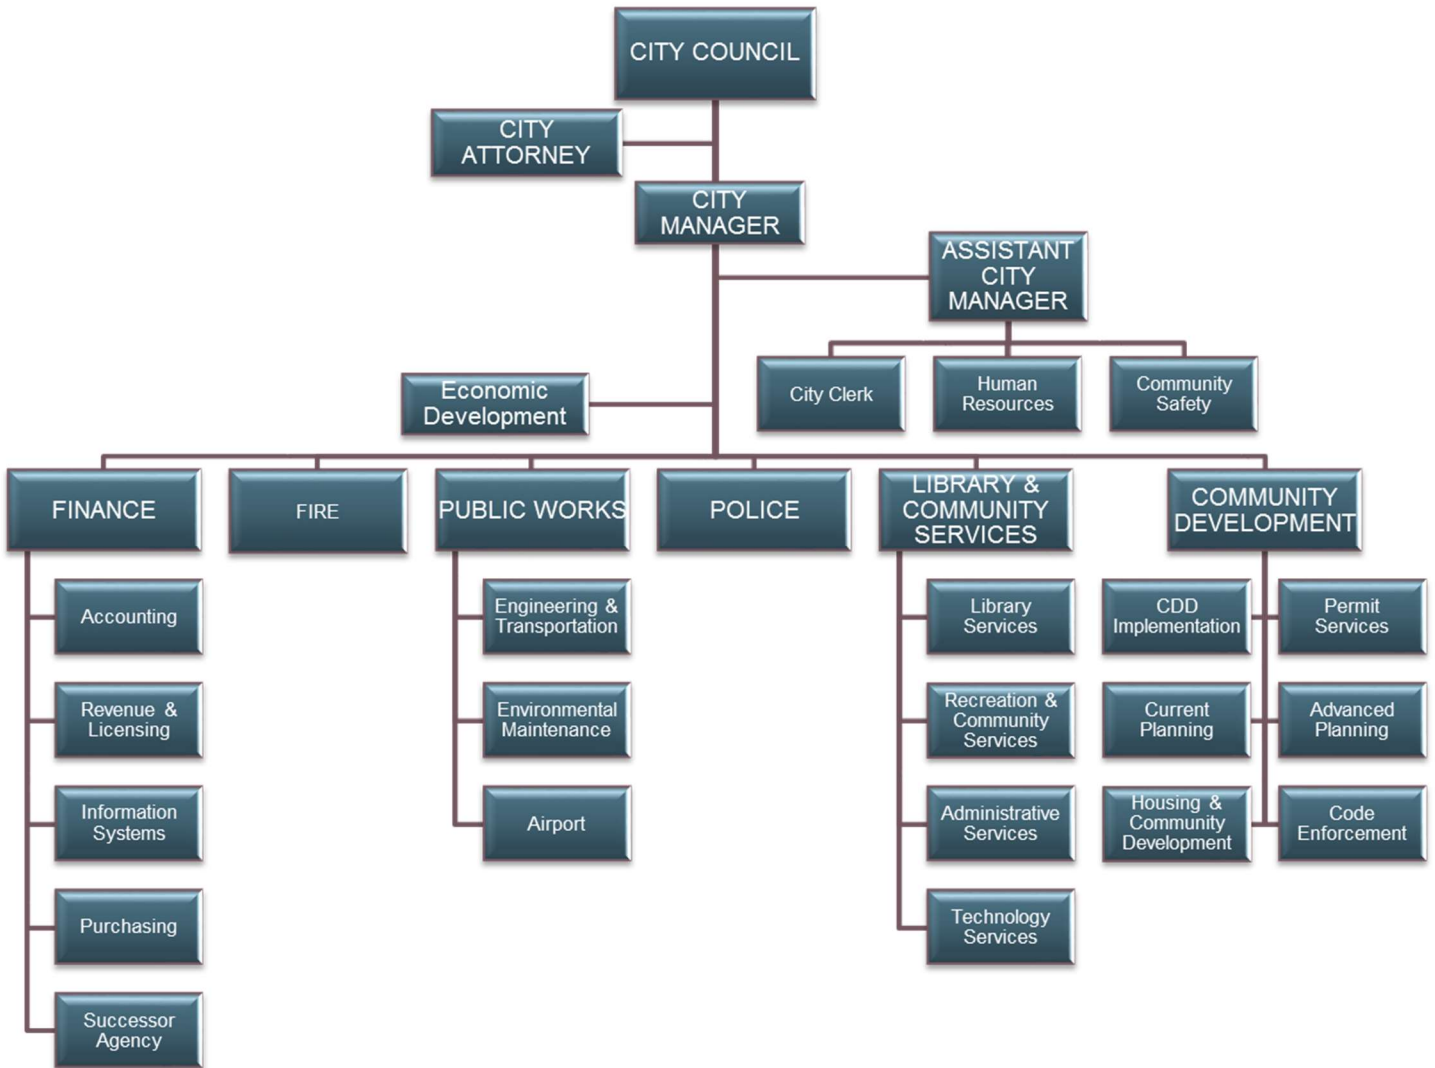 CITY COUNCIL
CITY
ATTORNEY
CITY
MANAGER
ASSISTANT
CITY
MANAGER
City Clerk
Human
Resources
Community
Safety
Economic
Development
FINANCE
FIRE
PUBLIC WORKS
POLICE
LIBRARY &
COMMUNITY
SERVICES
COMMUNITY
DEVELOPMENT
Accounting
Revenue &
Licensing
Information
Systems
Purchasing
Successor
Agency
Engineering &
Transportation
Environmental
Maintenance
Airport
Library
Services
Recreation &
Community
Services
Administrative
Services
Technology
Services
CDD
Implementation
Permit
Services
Current
Planning
Advanced
Planning
Housing &
Community
Development
Code
Enforcement